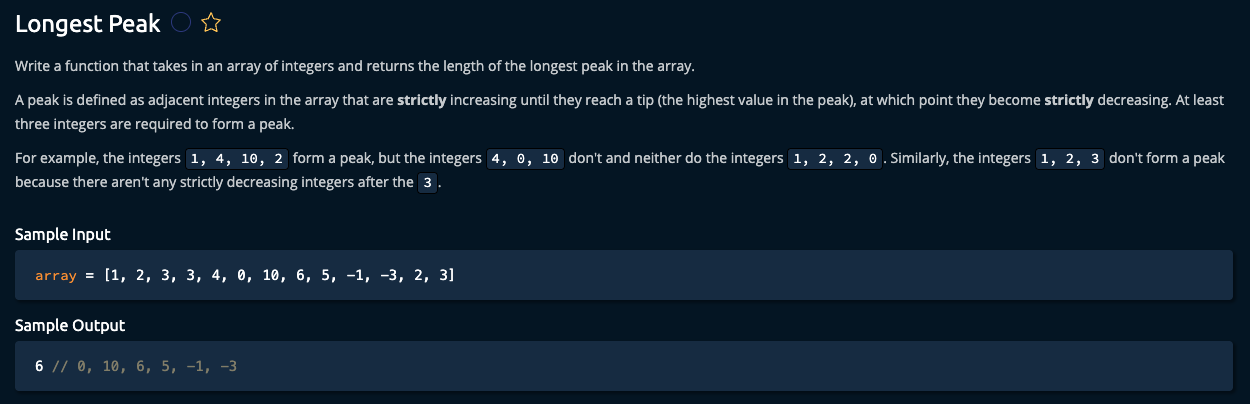 Longest Peak
Write a function that takes in an array of integers and returns the length of the longest peak in the array.
A peak is defined as adjacent integers in the array that are strictly increasing until they reach a tip (the highest value in the peak), at which point they become strictly decreasing. At least
three integers are required to form a peak.
For example, the integers 1, 4, 10, 2 form a peak, but the integers 4, 0, 10 don't and neither do the integers 1, 2, 2, 0. Similarly, the integers 1, 2, 3 don't form a peak
because there aren't any strictly decreasing integers after the 3.
Sample Input
array = [1, 2, 3, 3, 4, 0, 10, 6, 5, -1, -3, 2, 3]
Sample Output
6 // 0, 10, 6, 5, -1, -3